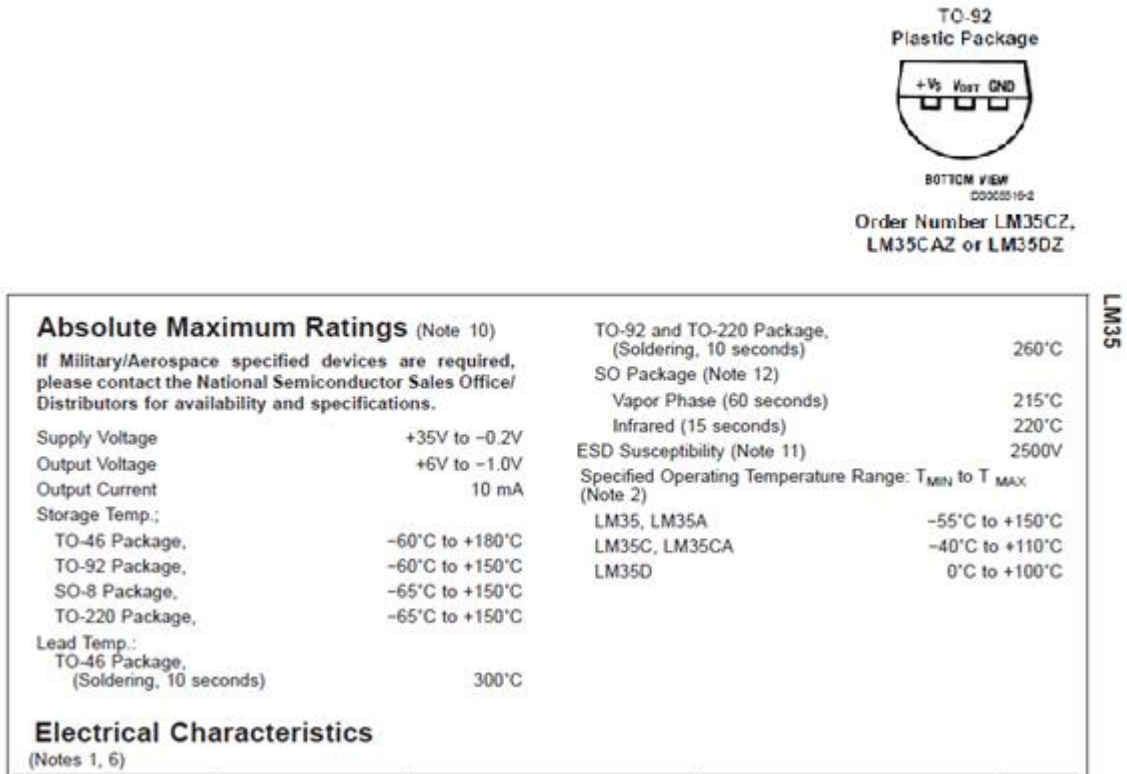 TO-92
Plastic Package
+VS VOUT GND
BOTTOM VIEW
Order Number LM35CZ,
LM35CAZ or LM35DZ
LM35
Absolute Maximum Ratings (Note 10)
If Military/Aerospace specified devices are required,
please contact the National Semiconductor Sales Office/
Distributors for availability and specifications.
Supply Voltage +35V to −0.2V
Output Voltage +6V to −1.0V
Output Current 10 mA
Storage Temp.;
TO-46 Package, −60°C to +180°C
TO-92 Package, −60°C to +150°C
SO-8 Package, −65°C to +150°C
TO-220 Package, −65°C to +150°C
Lead Temp.:
TO-46 Package,
(Soldering, 10 seconds) 300°C
TO-92 and TO-220 Package,
(Soldering, 10 seconds) 260°C
SO Package (Note 12)
Vapor Phase (60 seconds) 215°C
Infrared (15 seconds) 220°C
ESD Susceptibility (Note 11) 2500V
Specified Operating Temperature Range: TMIN to T MAX
(Note 2)
LM35, LM35A −55°C to +150°C
LM35C, LM35CA −40°C to +110°C
LM35D 0°C to +100°C
Electrical Characteristics
(Notes 1, 6)